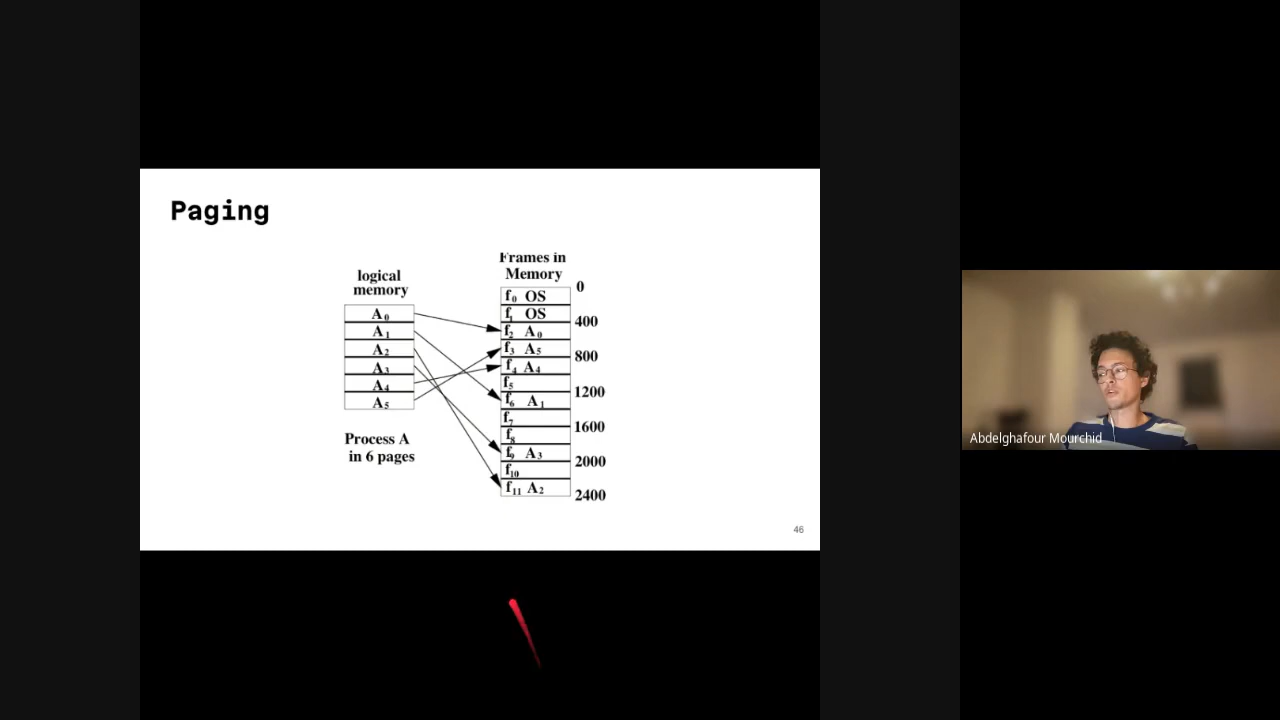 Paging
logical
memory
A0
A1
A2
A3
A4
A5
Process A
in 6 pages
Frames in
Memory
f0 OS
f1 OS
f2 A0
f3 A5
f4 A4
f5
f6 A1
f7
f8
f9 A3
f10
f11 A2
0
400
800
1200
1600
2000
2400
46
Abdelghafour Mourchid